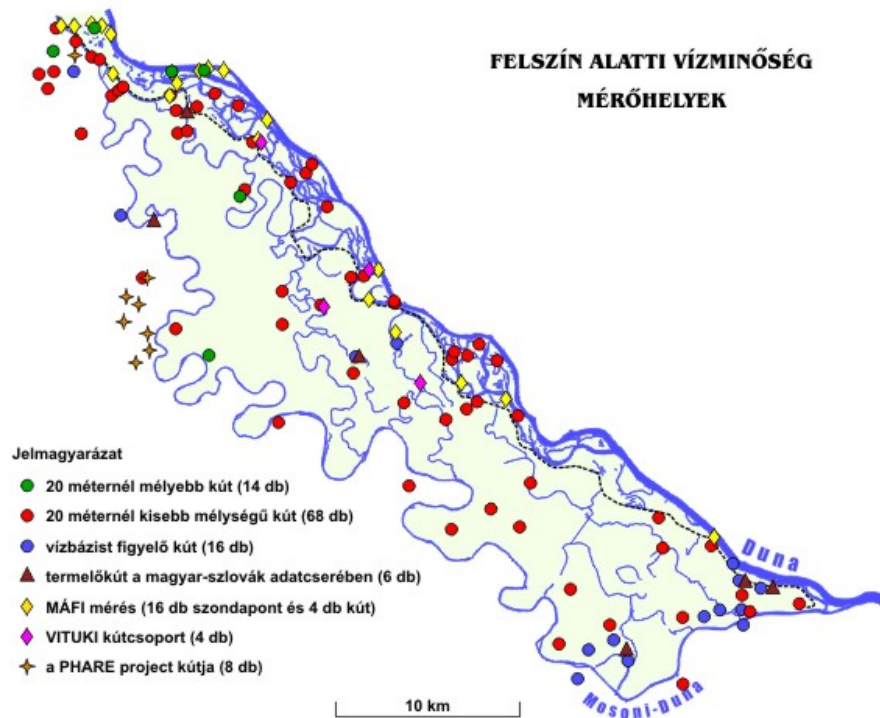 FELSZÍN ALATTI VÍZMINŐSÉG
MÉRŐHELYEK
Jelmagyarázat
20 méternél mélyebb kút (14 db)
20 méternél kisebb mélységű kút (68 db)
vízbázist figyelő kút (16 db)
termelőkút a magyar-szlovák adatcserében (6 db)
MÁFI mérés (16 db szondapont és 4 db kút)
VITUKI kútcsoport (4 db)
a PHARE project kútja (8 db)
Duna
Mosoni-Duna
10 km